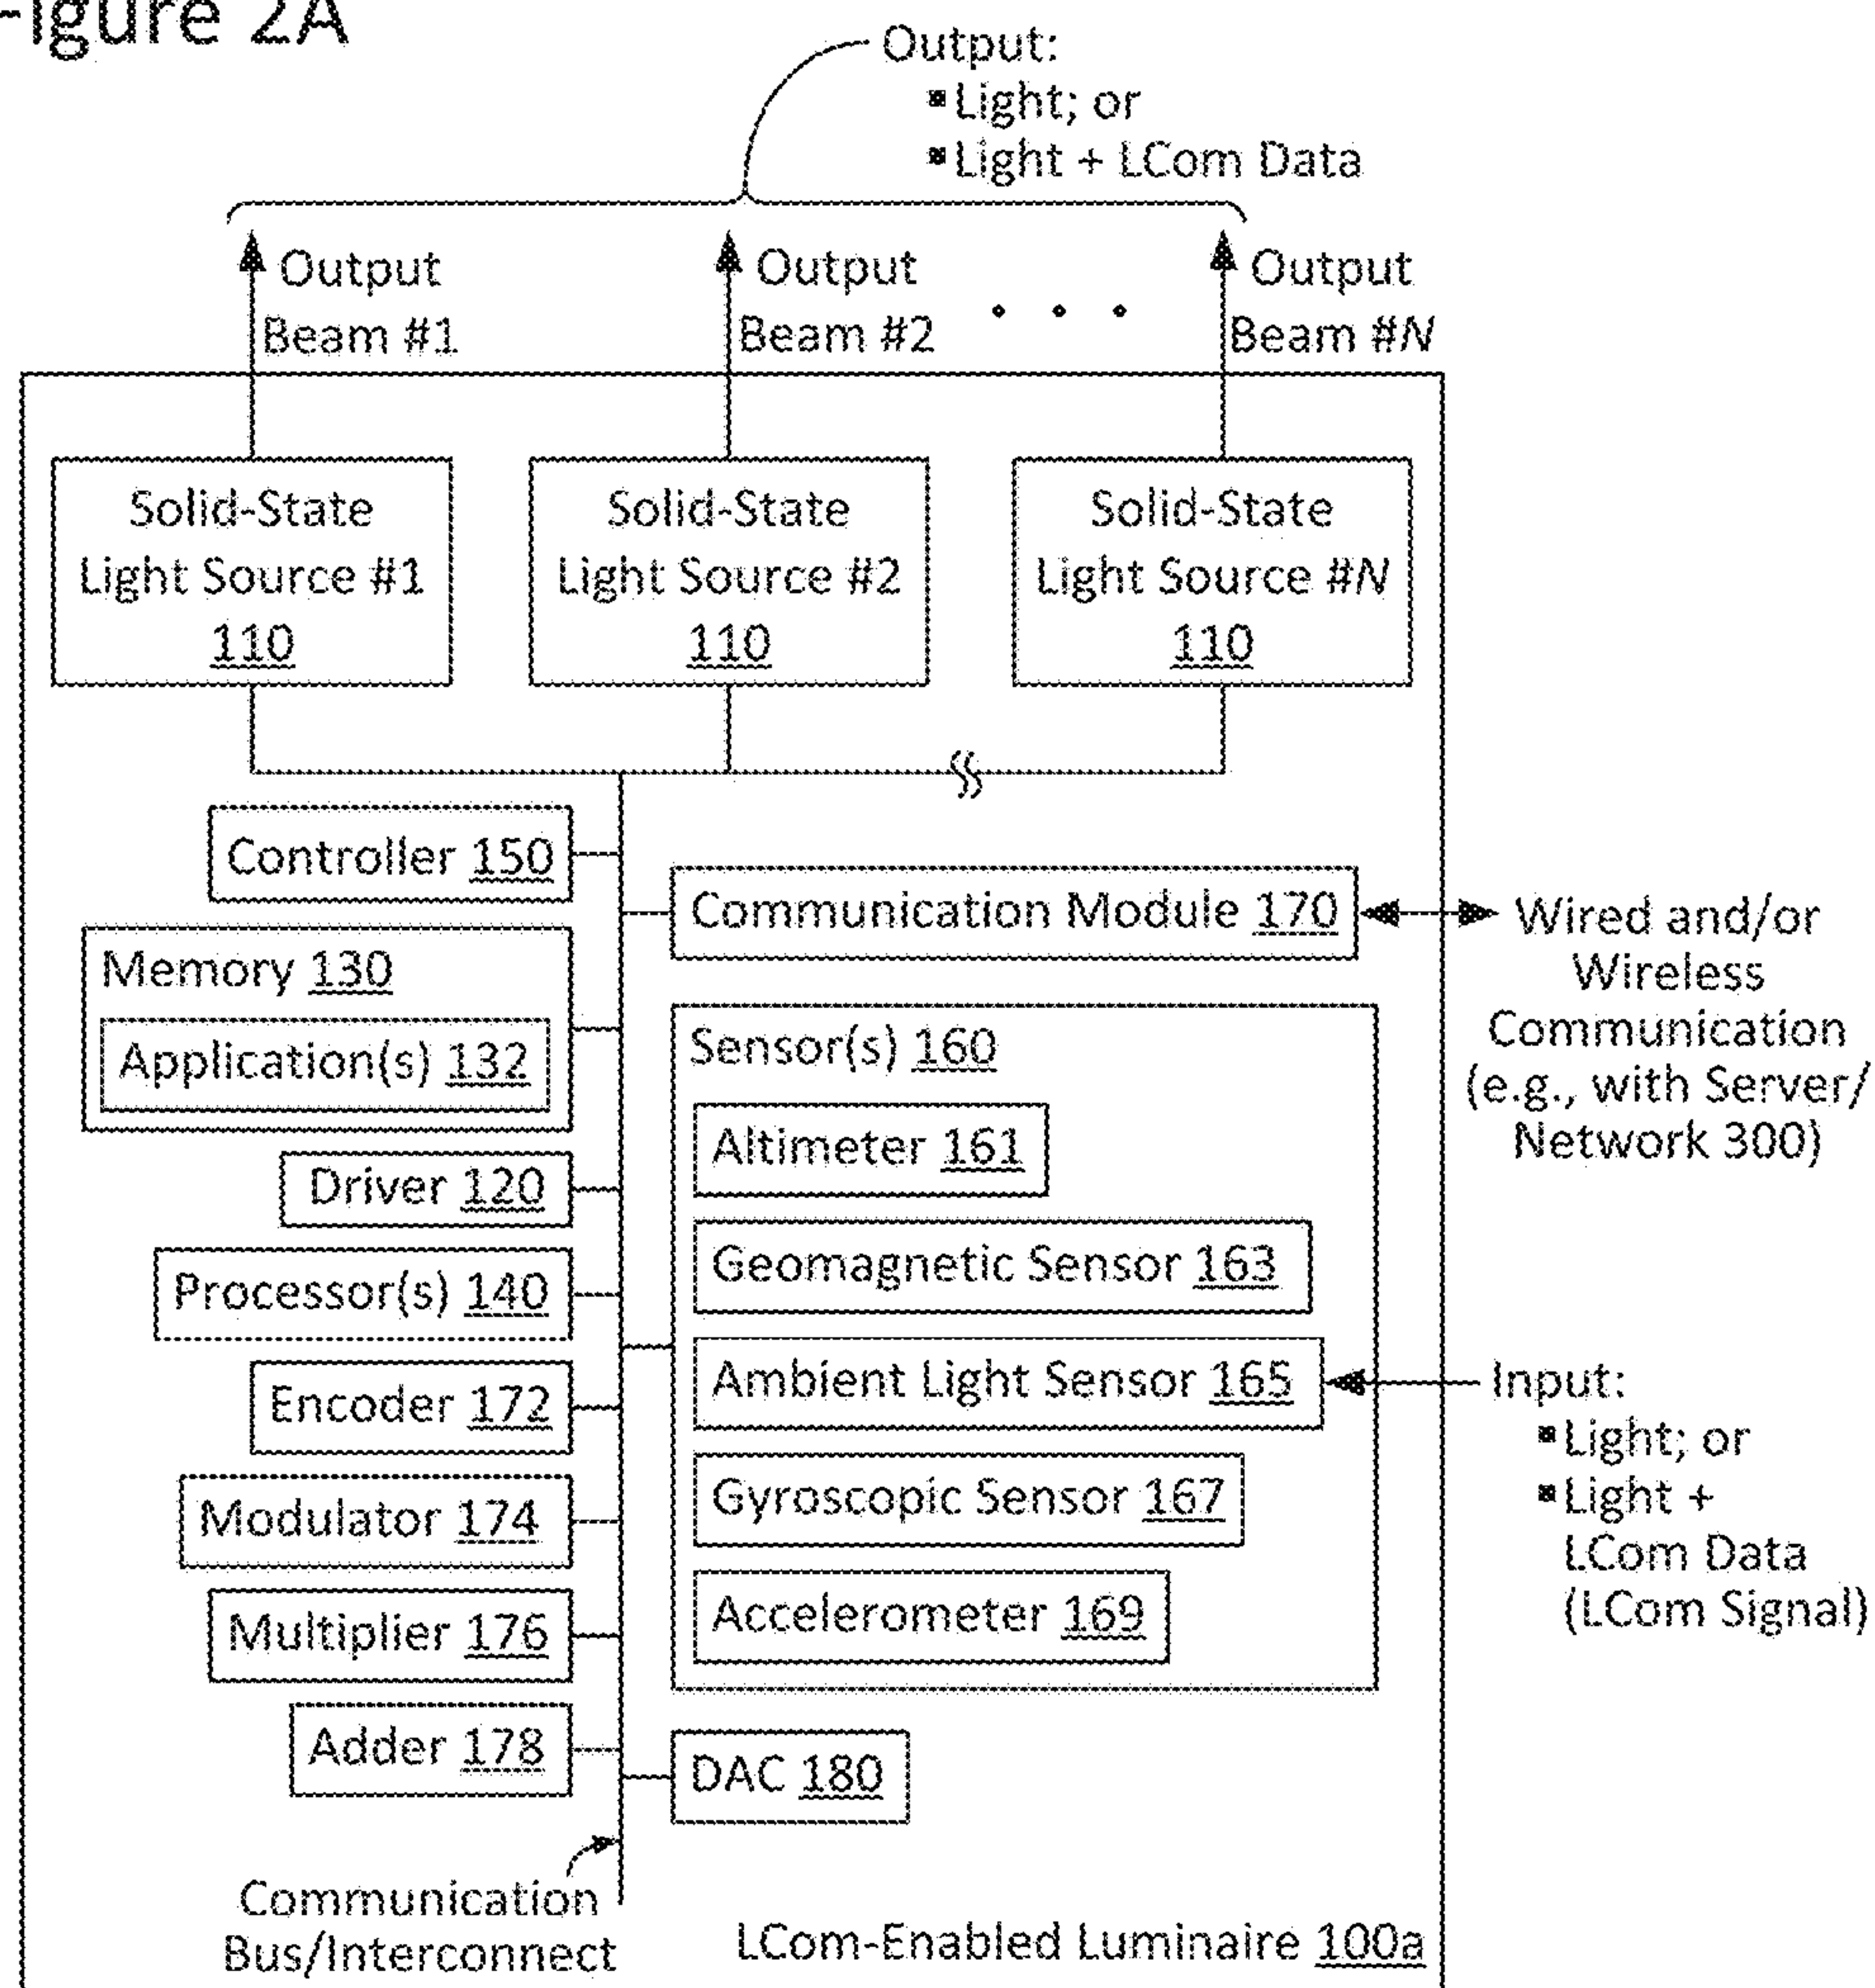 Figure 2A
Output:
▪Light; or
▪Light + LCom Data
Output
Beam #1
Output
Beam #2
. . .
Output
Beam #N
Solid-State
Light Source #1
110
Solid-State
Light Source #2
110
Solid-State
Light Source #N
110
Controller 150
Communication Module 170
Wired and/or
Wireless
Communication
(e.g., with Server/
Network 300)
Memory 130
Application(s) 132
Driver 120
Processor(s) 140
Encoder 172
Modulator 174
Multiplier 176
Adder 178
Sensor(s) 160
Altimeter 161
Geomagnetic Sensor 163
Ambient Light Sensor 165
Gyroscopic Sensor 167
Accelerometer 169
Input:
▪Light; or
▪Light +
LCom Data
(LCom Signal)
DAC 180
Communication
Bus/Interconnect
LCom-Enabled Luminaire 100a